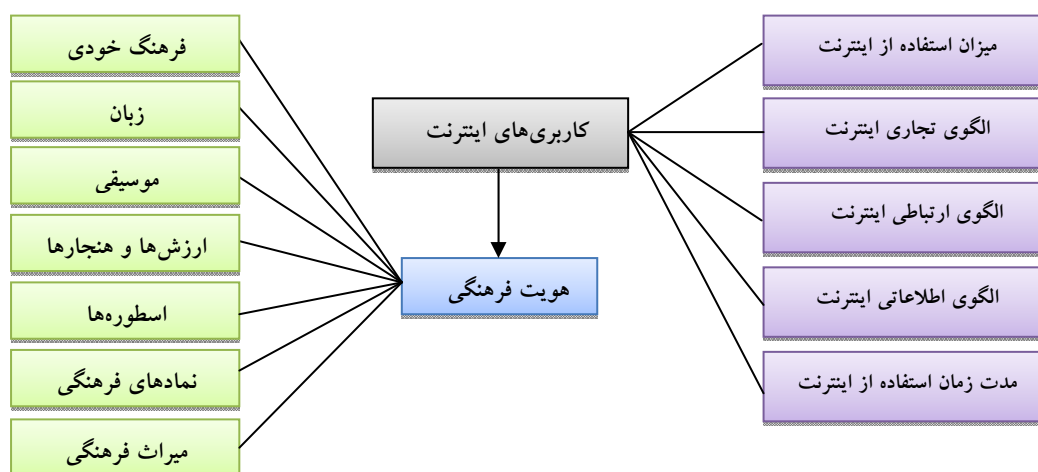 میزان استفاده از اینترنت
الگوی تجاری اینترنت
الگوی ارتباطی اینترنت
الگوی اطلاعاتی اینترنت
مدت زمان استفاده از اینترنت
کاربری‌های اینترنت
هویت فرهنگی
فرهنگ خودی
زبان
موسیقی
ارزش‌ها و هنجارها
اسطوره‌ها
نمادهای فرهنگی
میراث فرهنگی